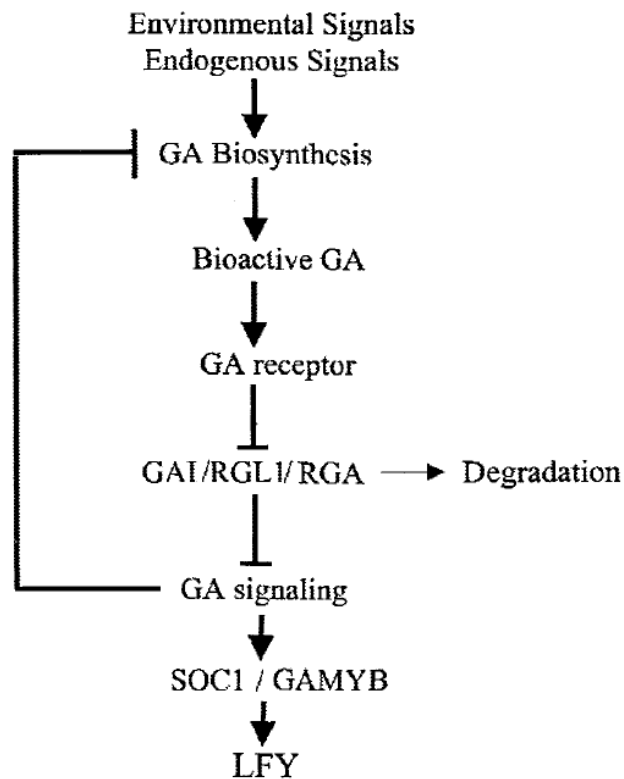 Environmental Signals
Endogenous Signals
GA Biosynthesis
Bioactive GA
GA receptor
GAI/RGL1/RGA
Degradation
GA signaling
SOC1 / GAMYB
LFY